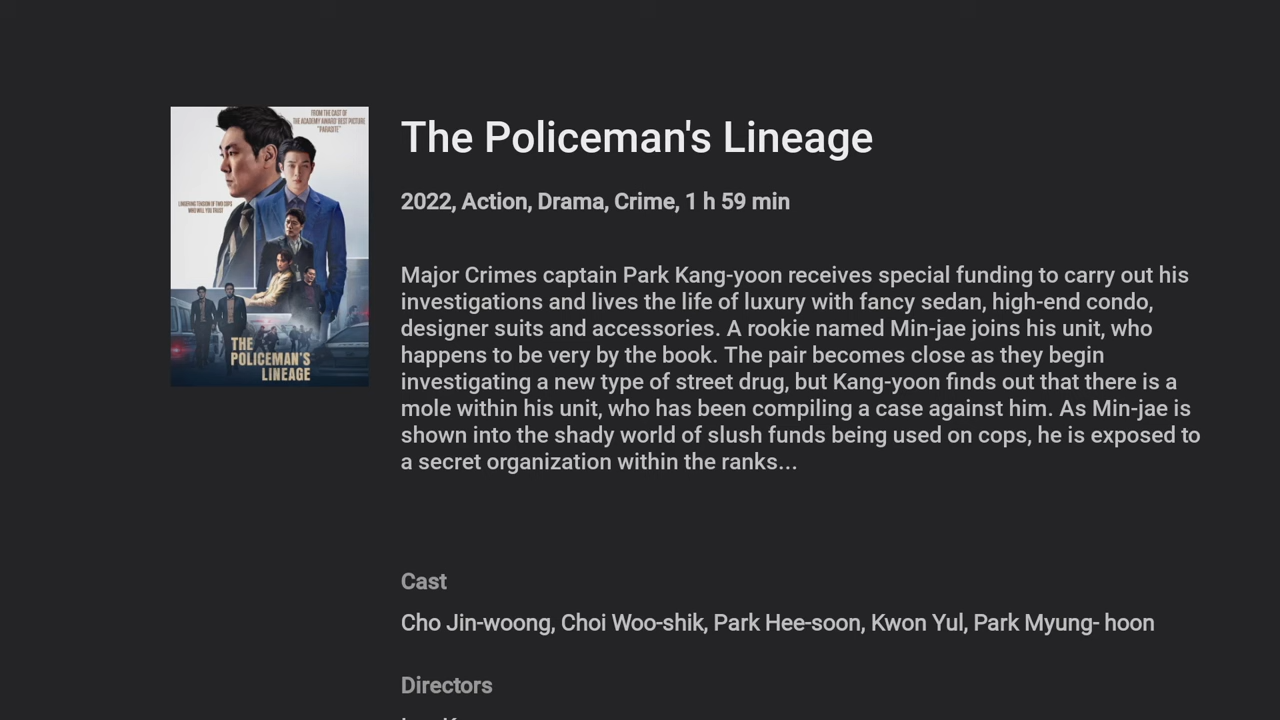 FROM THE CAST OF
THE ACADEMY AWARD BEST PICTURE
"PARASITE"
THE
POLICEMAN'S
LINEAGE
The Policeman's Lineage
2022, Action, Drama, Crime, 1 h 59 min
Major Crimes captain Park Kang-yoon receives special funding to carry out his
investigations and lives the life of luxury with fancy sedan, high-end condo,
designer suits and accessories. A rookie named Min-jae joins his unit, who
happens to be very by the book. The pair becomes close as they begin
investigating a new type of street drug, but Kang-yoon finds out that there is a
mole within his unit, who has been compiling a case against him. As Min-jae is
shown into the shady world of slush funds being used on cops, he is exposed to
a secret organization within the ranks...
Cast
Cho Jin-woong, Choi Woo-shik, Park Hee-soon, Kwon Yul, Park Myung- hoon
Directors